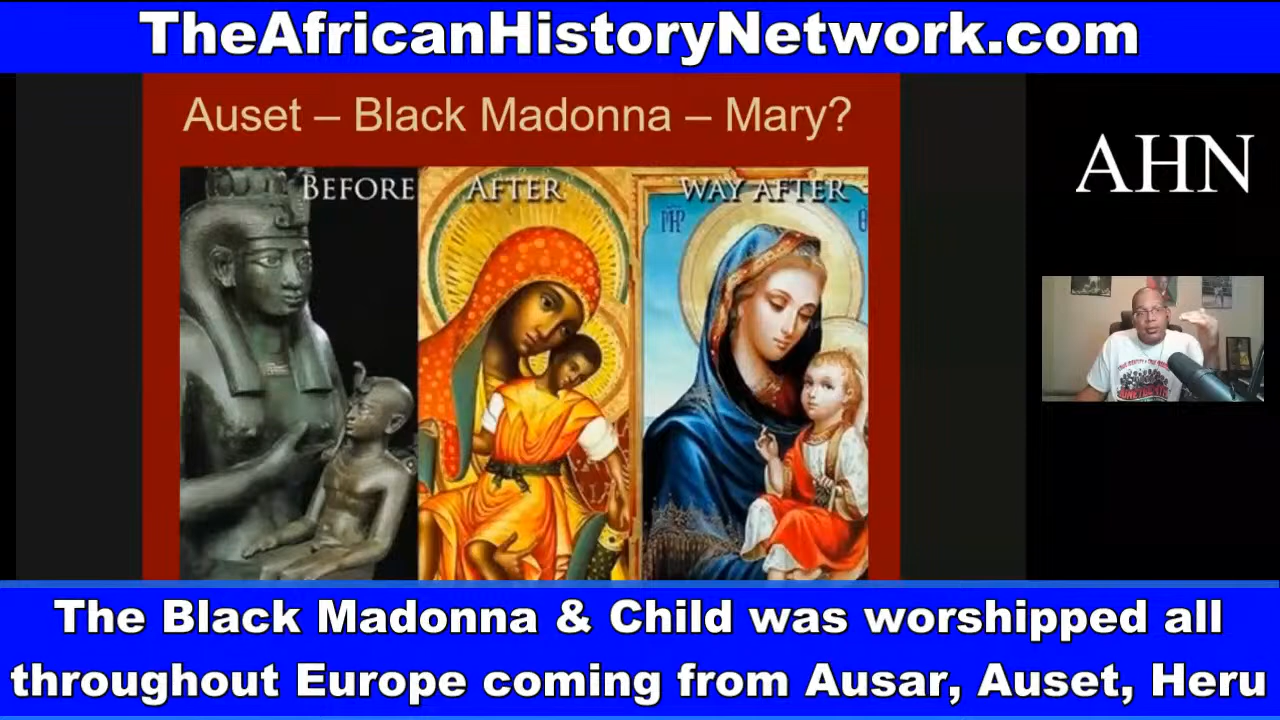 TheAfricanHistoryNetwork.com
Auset – Black Madonna – Mary?
AHN
BEFORE
AFTER
WAY AFTER
The Black Madonna & Child was worshipped all
throughout Europe coming from Ausar, Auset, Heru